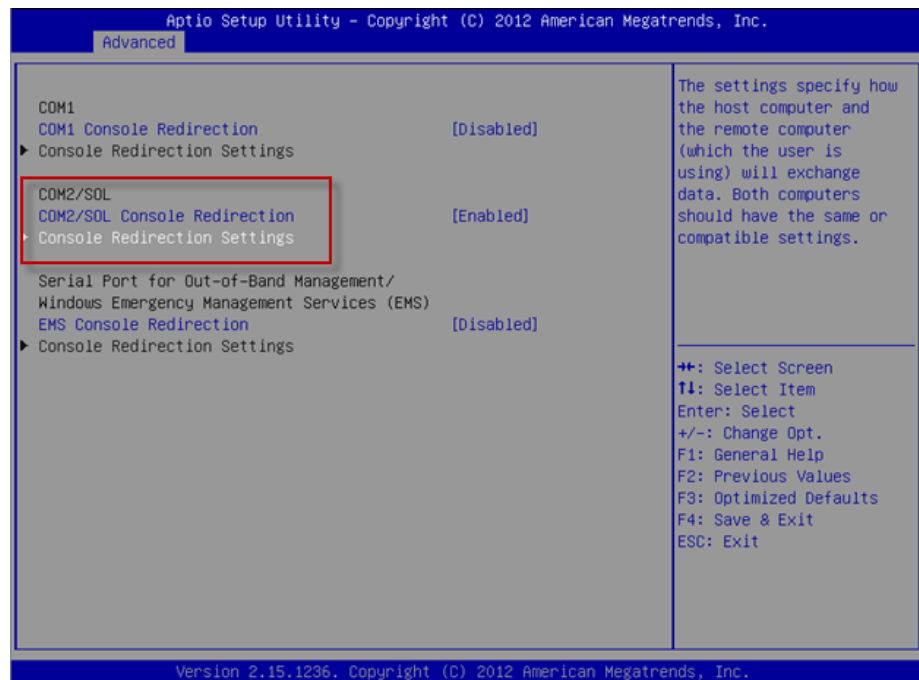 Aptio Setup Utility – Copyright (C) 2012 American Megatrends, Inc.
Advanced
COM1
COM1 Console Redirection [Disabled]
▶ Console Redirection Settings
COM2/SOL
COM2/SOL Console Redirection [Enabled]
▶ Console Redirection Settings
Serial Port for Out-of-Band Management/
Windows Emergency Management Services (EMS)
EMS Console Redirection [Disabled]
▶ Console Redirection Settings
The settings specify how
the host computer and
the remote computer
(which the user is
using) will exchange
data. Both computers
should have the same or
compatible settings.
→←: Select Screen
↑↓: Select Item
Enter: Select
+/-: Change Opt.
F1: General Help
F2: Previous Values
F3: Optimized Defaults
F4: Save & Exit
ESC: Exit
Version 2.15.1236. Copyright (C) 2012 American Megatrends, Inc.